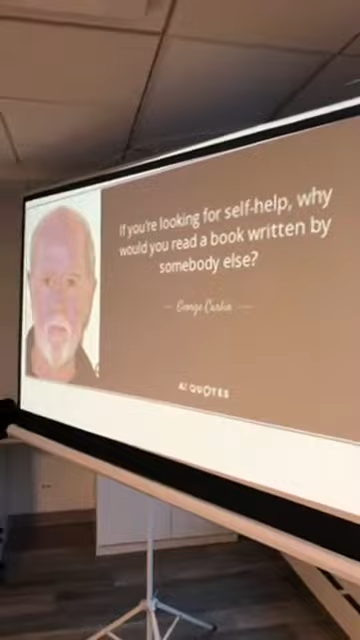 If you're looking for self-help, why
would you read a book written by
somebody else?
— George Carlin —
AZ QUOTES